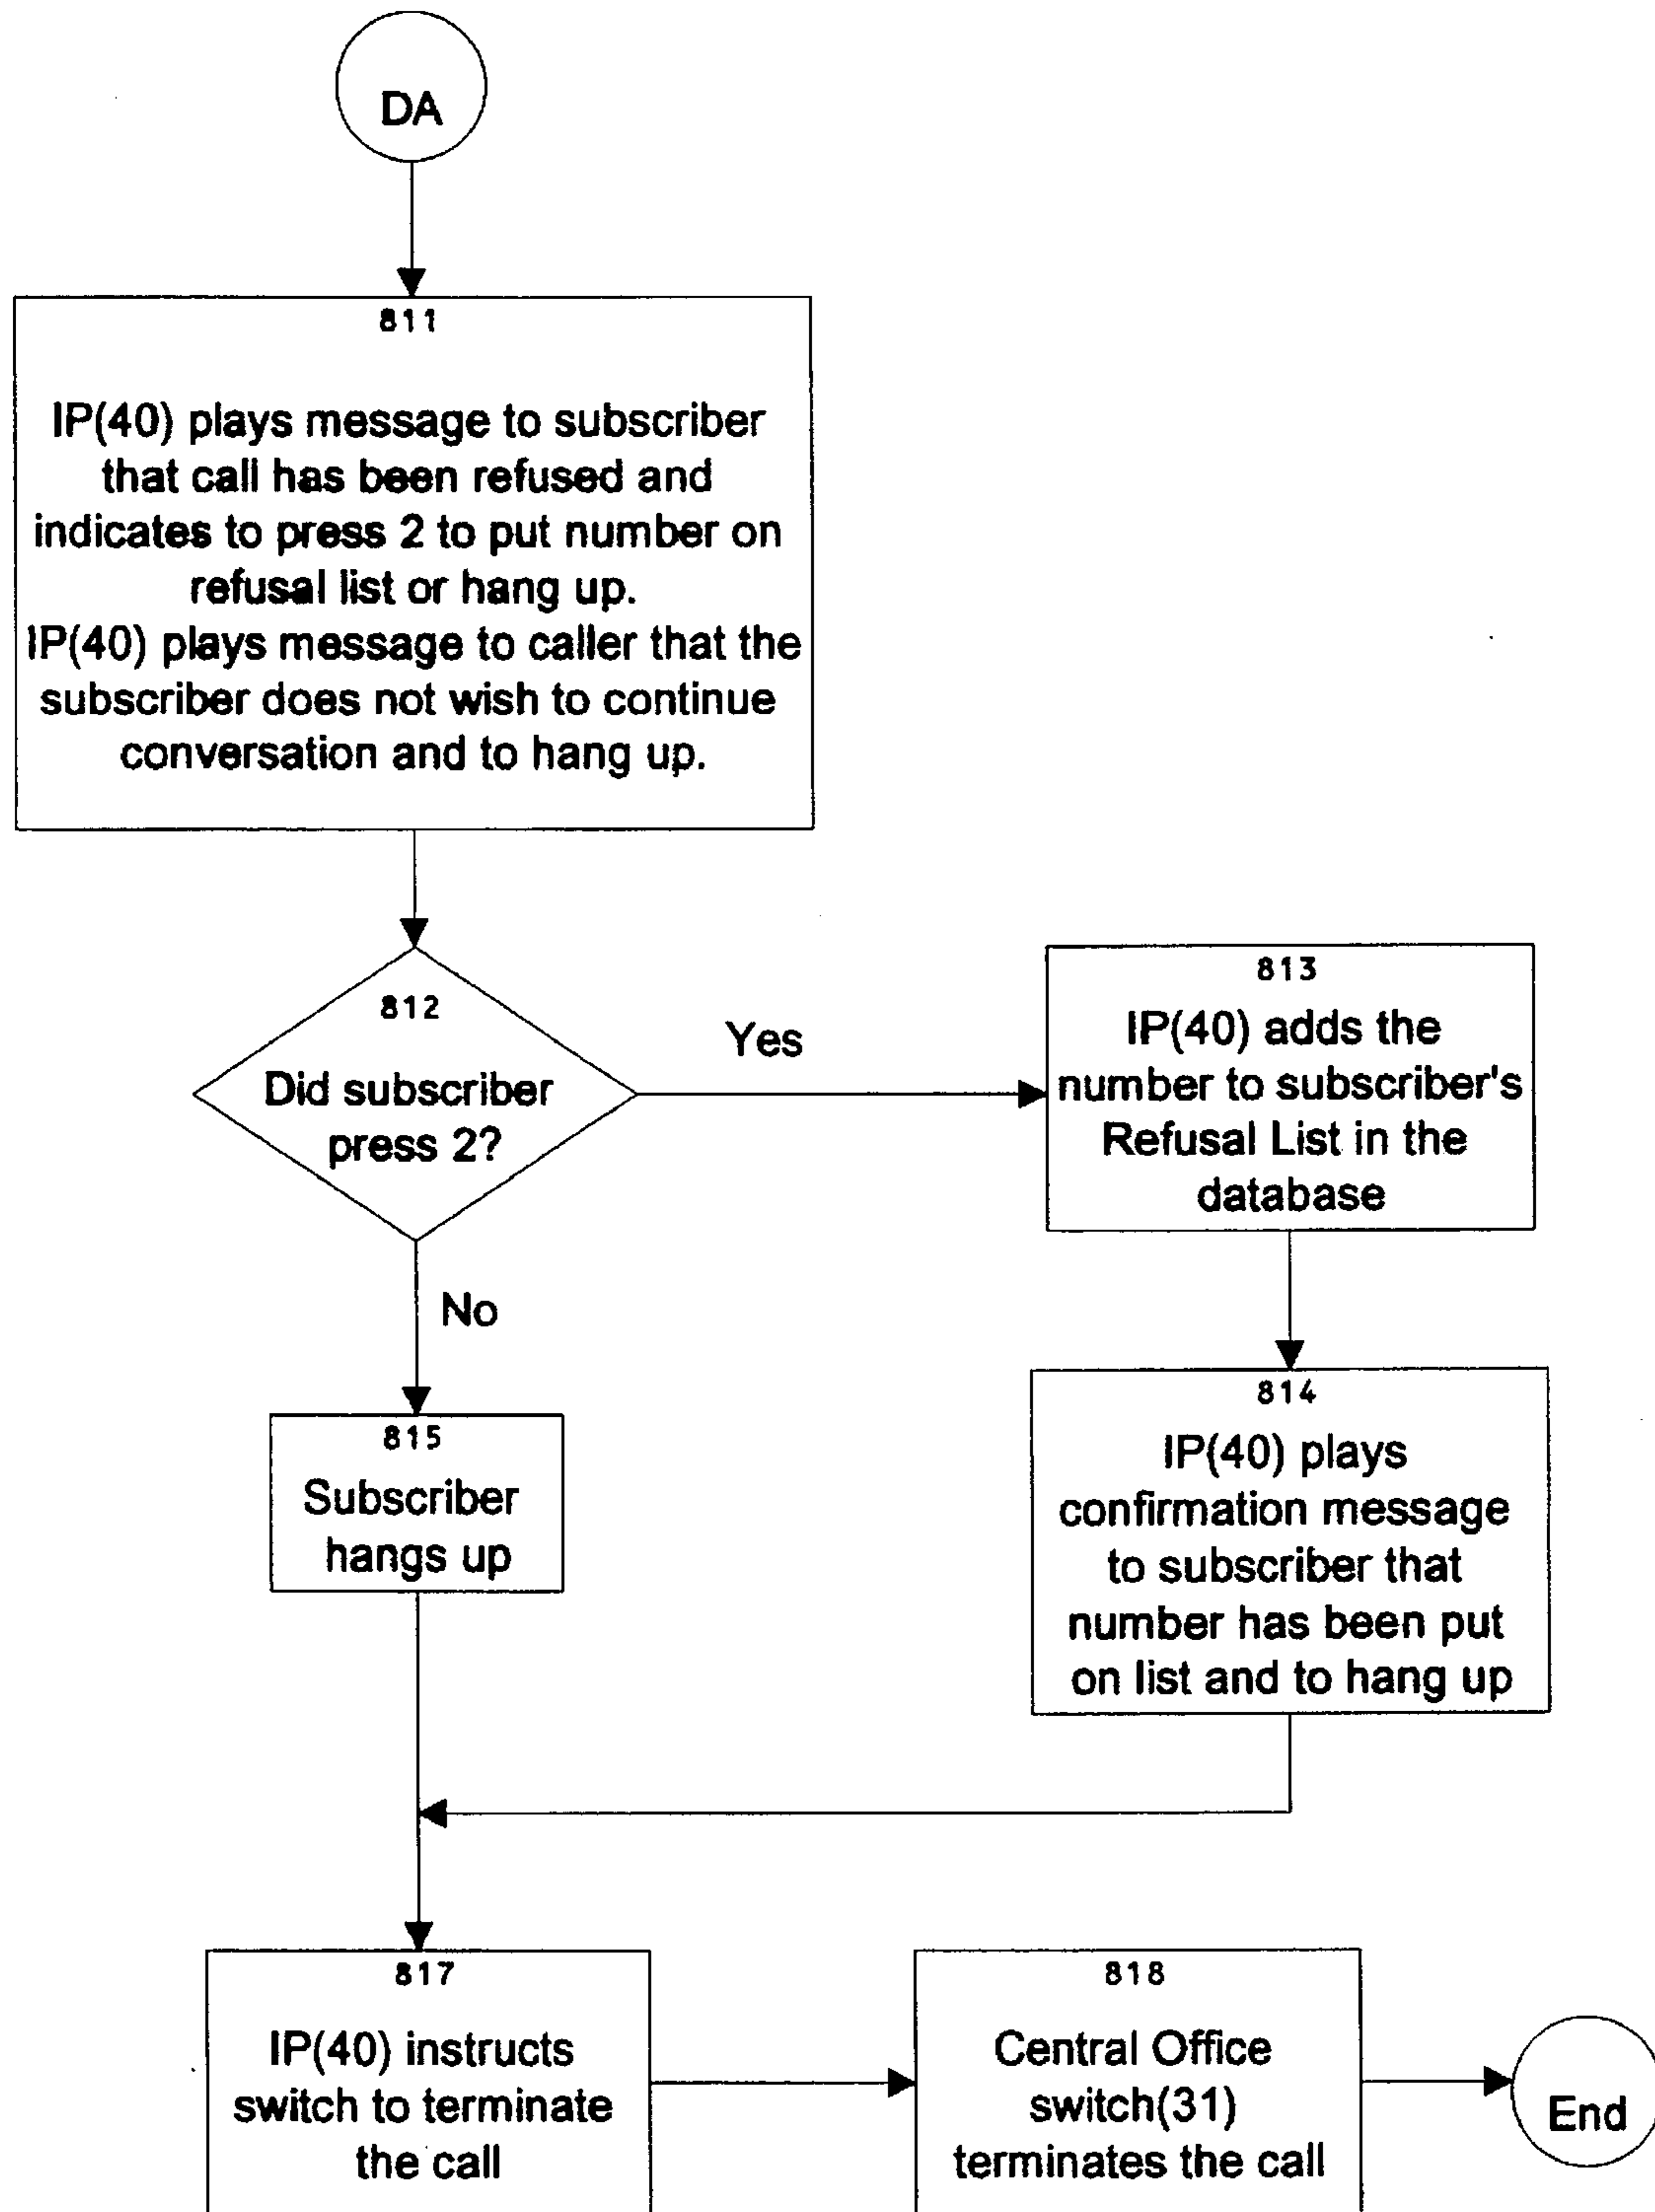 DA
811
IP(40) plays message to subscriber
that call has been refused and
indicates to press 2 to put number on
refusal list or hang up.
IP(40) plays message to caller that the
subscriber does not wish to continue
conversation and to hang up.
812
Did subscriber
press 2?
Yes
813
IP(40) adds the
number to subscriber's
Refusal List in the
database
No
814
IP(40) plays
confirmation message
to subscriber that
number has been put
on list and to hang up
815
Subscriber
hangs up
817
IP(40) instructs
switch to terminate
the call
818
Central Office
switch(31)
terminates the call
End